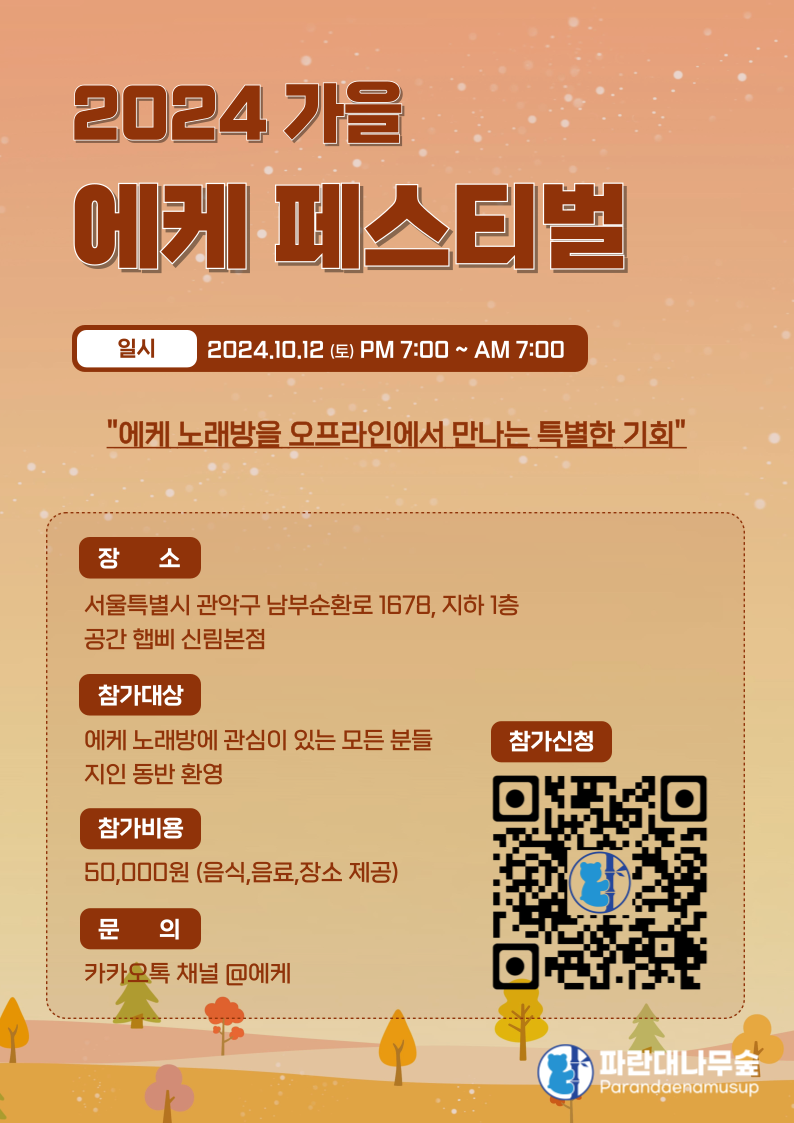 2024 가을
에케 페스티벌
일시 2024.10.12 (토) PM 7:00 ~ AM 7:00
"에케 노래방을 오프라인에서 만나는 특별한 기회"
장 소
서울특별시 관악구 남부순환로 1678, 지하 1층
공간 햅삐 신림본점
참가대상
에케 노래방에 관심이 있는 모든 분들
지인 동반 환영
참가비용
50,000원 (음식,음료,장소 제공)
문 의
카카오톡 채널 @에케
참가신청
파란대나무숲
Parandaenamusup